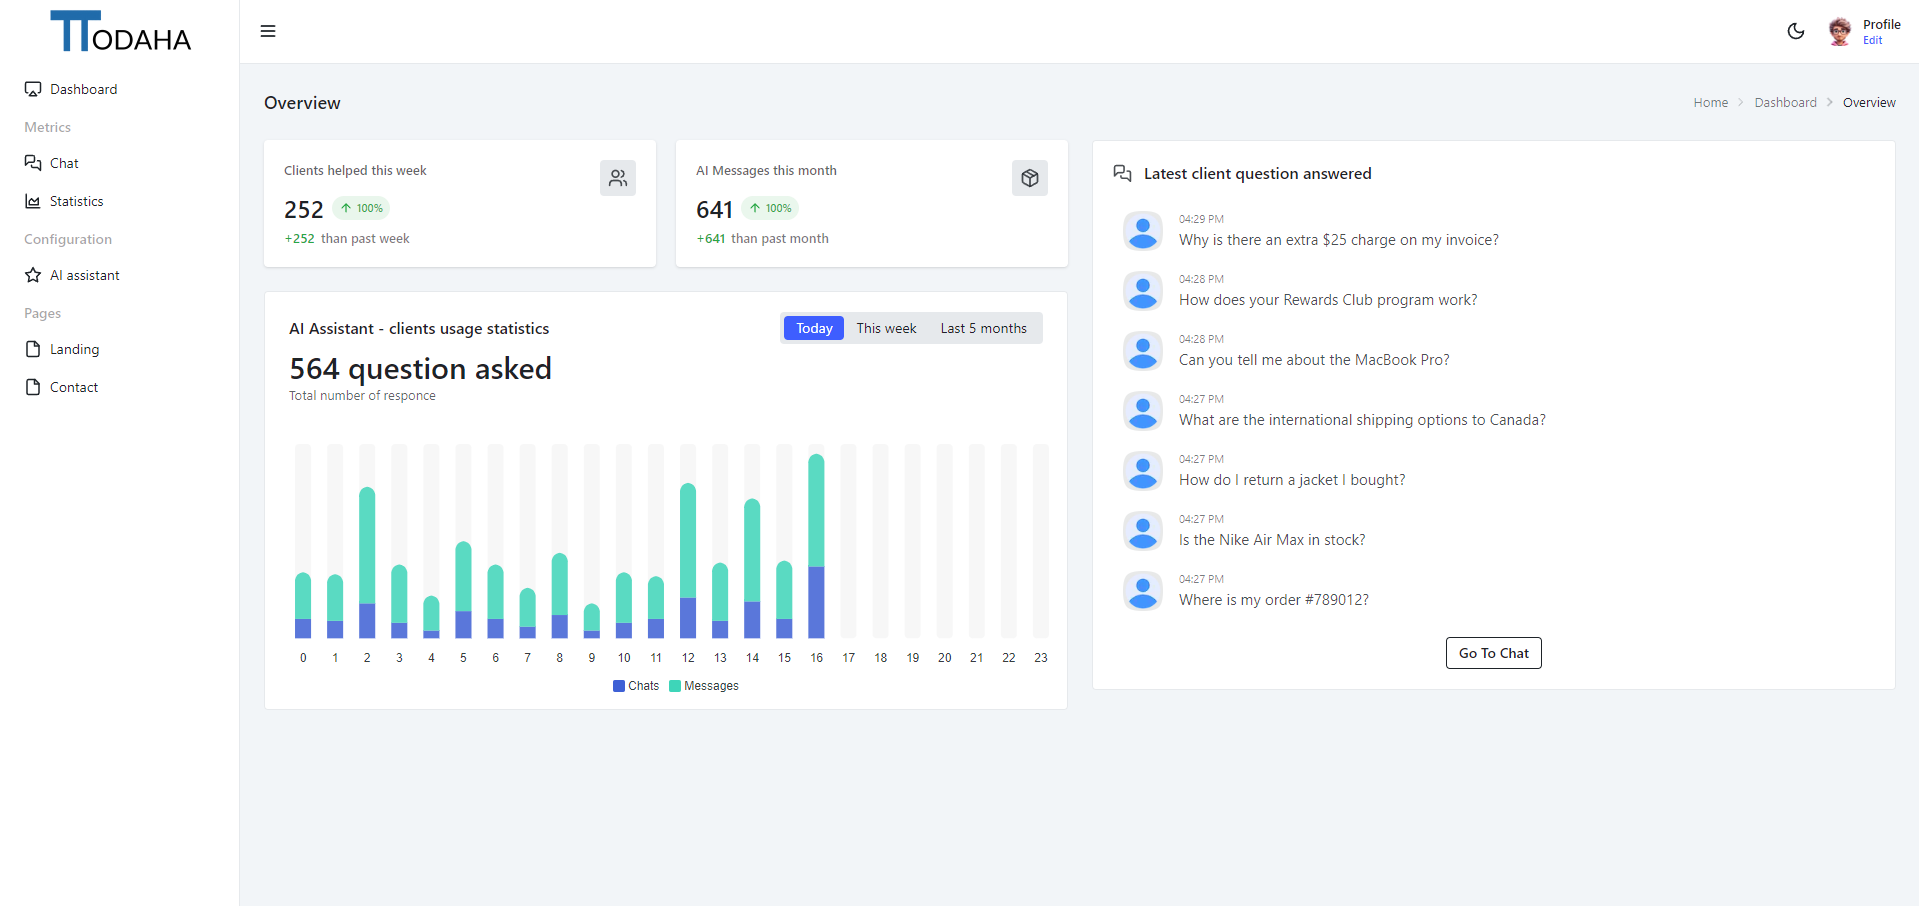 TODAHA
Dashboard
Metrics
Chat
Statistics
Configuration
AI assistant
Pages
Landing
Contact
Profile
Edit
Overview
Home > Dashboard > Overview
Clients helped this week
252 ↑ 100%
+252 than past week
AI Messages this month
641 ↑ 100%
+641 than past month
AI Assistant - clients usage statistics
Today This week Last 5 months
564 question asked
Total number of responce
0 1 2 3 4 5 6 7 8 9 10 11 12 13 14 15 16 17 18 19 20 21 22 23
Chats Messages
Latest client question answered
04:29 PM
Why is there an extra $25 charge on my invoice?
04:28 PM
How does your Rewards Club program work?
04:28 PM
Can you tell me about the MacBook Pro?
04:27 PM
What are the international shipping options to Canada?
04:27 PM
How do I return a jacket I bought?
04:27 PM
Is the Nike Air Max in stock?
04:27 PM
Where is my order #789012?
Go To Chat